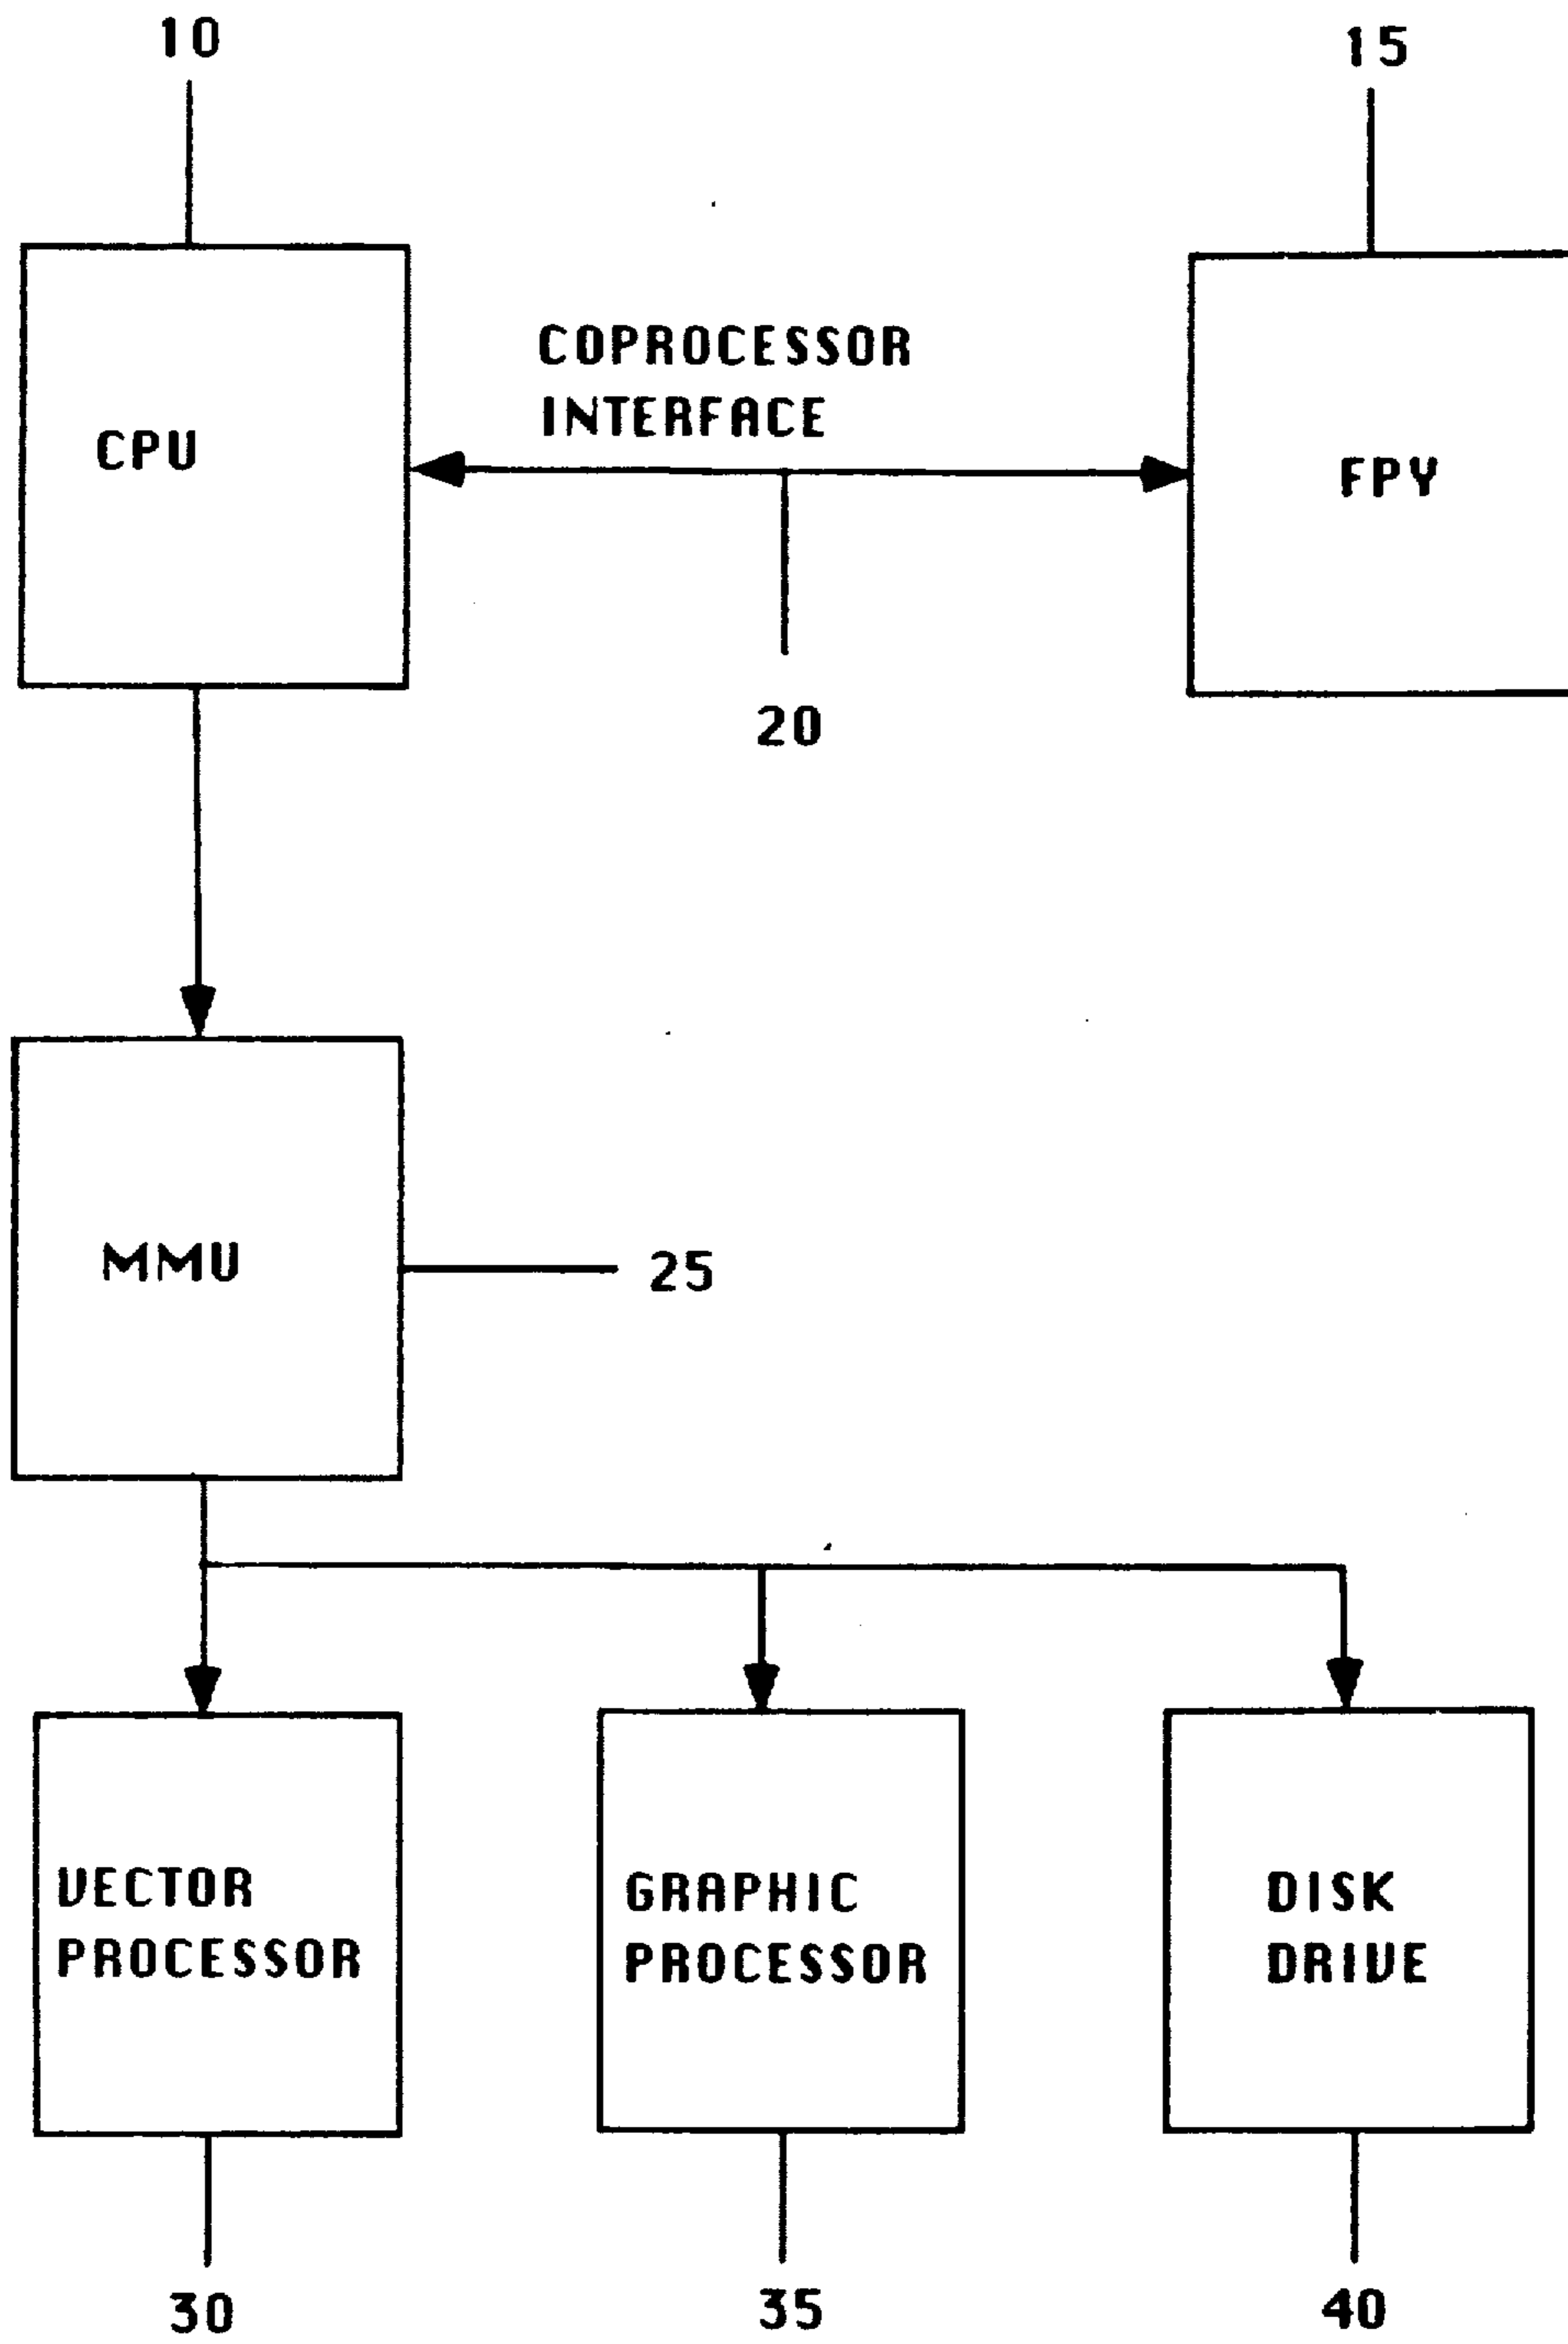 10
15
COPROCESSOR
INTERFACE
CPU
FPY
20
MMU
25
VECTOR
PROCESSOR
GRAPHIC
PROCESSOR
DISK
DRIVE
30
35
40